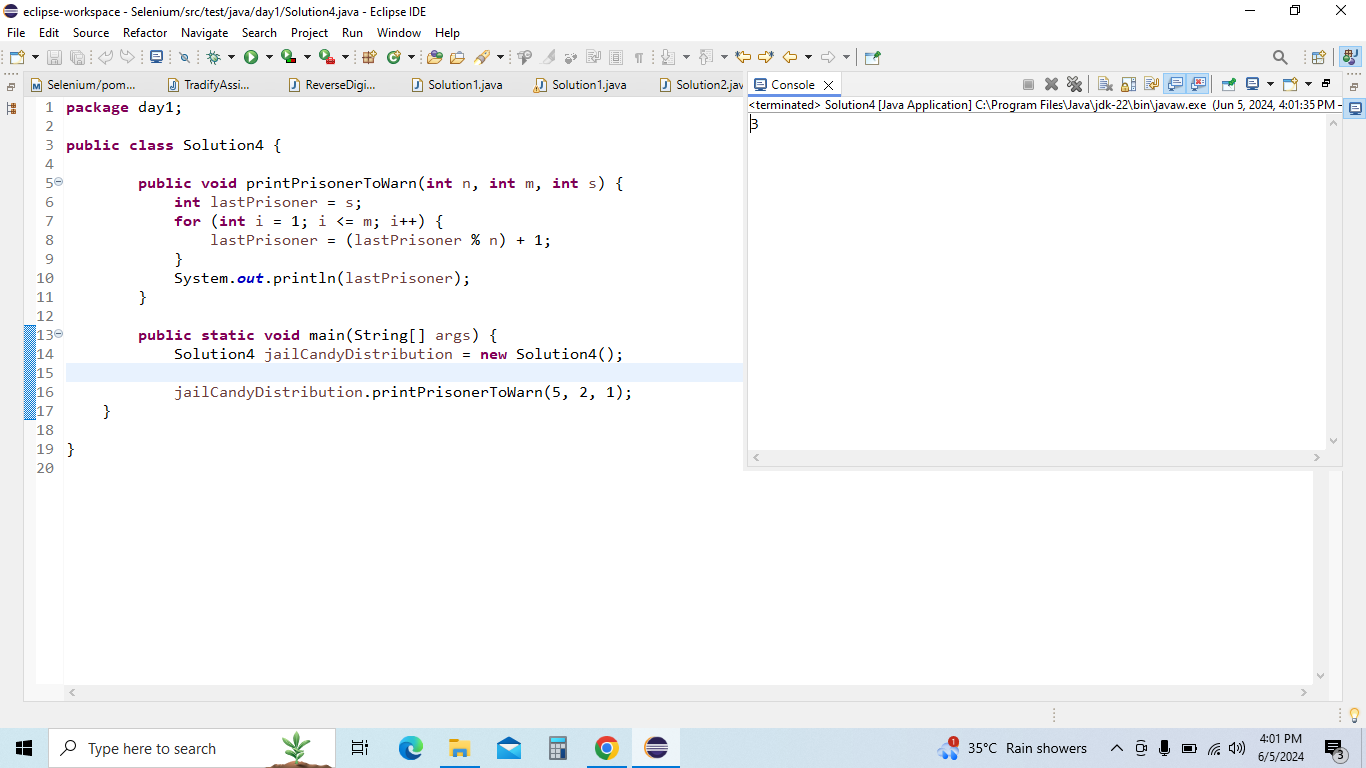 eclipse-workspace - Selenium/src/test/java/day1/Solution4.java - Eclipse IDE
File Edit Source Refactor Navigate Search Project Run Window Help
Selenium/pom... TradifyAssi... ReverseDigi... Solution1.java Solution1.java Solution2.jav Console
<terminated> Solution4 [Java Application] C:\Program Files\Java\jdk-22\bin\javaw.exe (Jun 5, 2024, 4:01:35 PM –
3
1 package day1;
2
3 public class Solution4 {
4
5 public void printPrisonerToWarn(int n, int m, int s) {
6 int lastPrisoner = s;
7 for (int i = 1; i <= m; i++) {
8 lastPrisoner = (lastPrisoner % n) + 1;
9 }
10 System.out.println(lastPrisoner);
11 }
12
13 public static void main(String[] args) {
14 Solution4 jailCandyDistribution = new Solution4();
15
16 jailCandyDistribution.printPrisonerToWarn(5, 2, 1);
17 }
18
19 }
20
Type here to search
35°C Rain showers
1
4:01 PM
6/5/2024
3